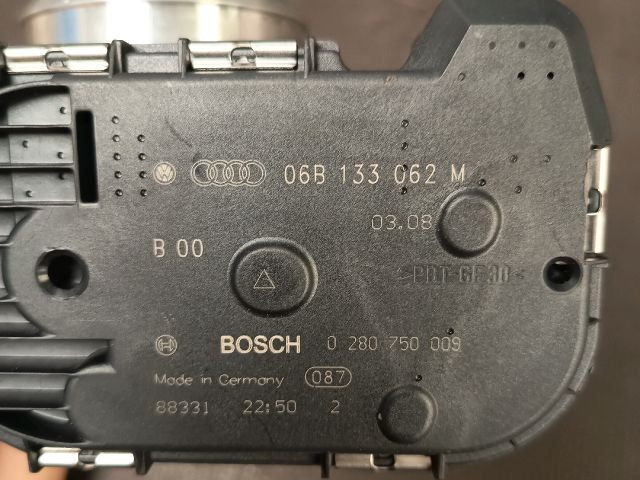 06B 133 062 M
03.08
B 00
PBT-GF30
BOSCH 0 280 750 009
Made in Germany 087
88331 22:50 2